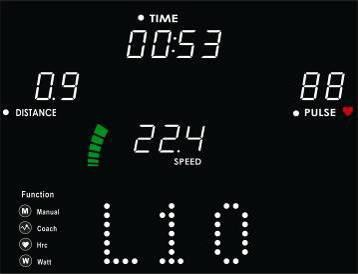 TIME
00:53
0.9
88
DISTANCE
PULSE
22.4
SPEED
Function
M Manual
Coach
Hrc
W Watt
L10